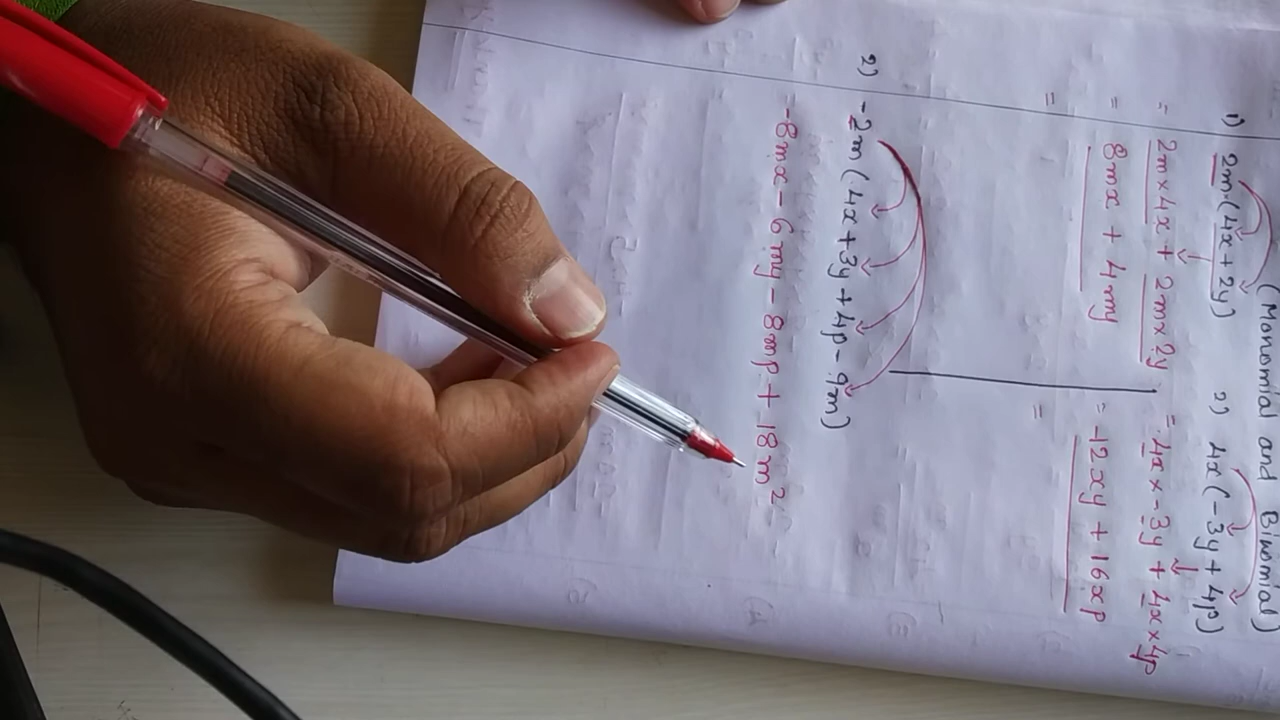 (Monomial and Binomial)
1) 2m(4x+2y)
= 2m×4x + 2m×2y
= 8mx + 4my
=
2) 4x(-3y+4p)
= 4x×-3y + 4x×4p
= -12xy + 16xp
=
2) -2m(4x+3y+4p-9m)
-8mx - 6my - 8mp + 18m²